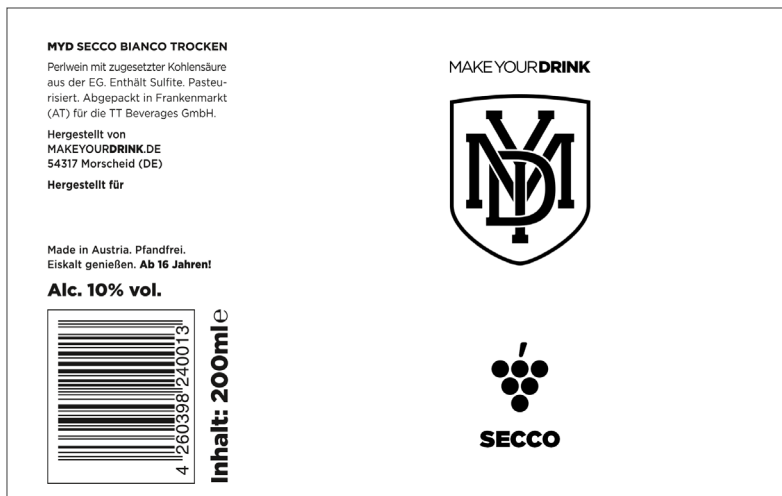 MYD SECCO BIANCO TROCKEN
Perlwein mit zugesetzter Kohlensäure
aus der EG. Enthält Sulfite. Pasteu-
risiert. Abgepackt in Frankenmarkt
(AT) für die TT Beverages GmbH.
Hergestellt von
MAKEYOURDRINK.DE
54317 Morscheid (DE)
Hergestellt für
Made in Austria. Pfandfrei.
Eiskalt genießen. Ab 16 Jahren!
Alc. 10% vol.
4 260398 240013
Inhalt: 200ml e
MAKEYOURDRINK
MYD
SECCO